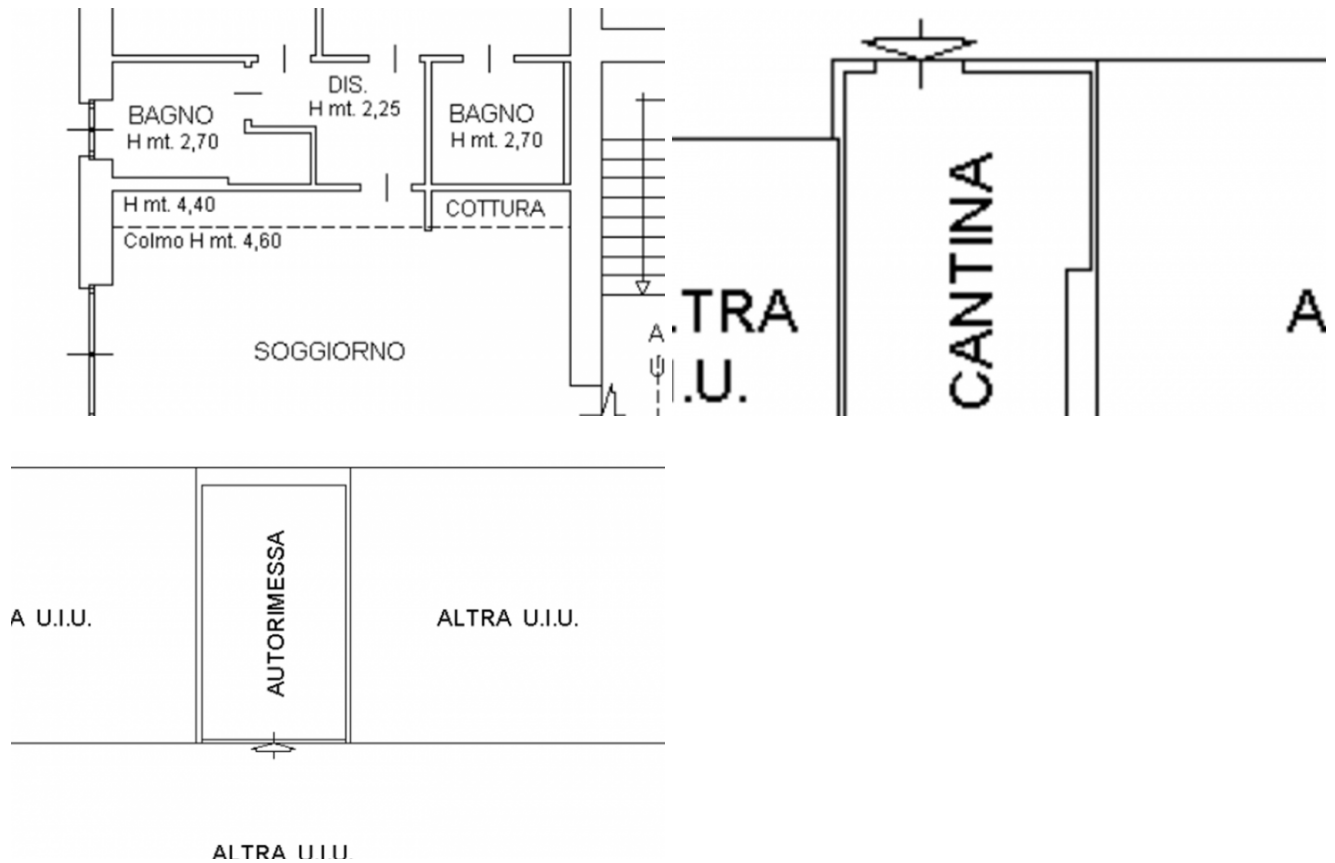 DIS.
H mt. 2,25
BAGNO
H mt. 2,70
BAGNO
H mt. 2,70
H mt. 4,40
COTTURA
Colmo H mt. 4,60
SOGGIORNO
A
U
TRA
.U.
CANTINA
A
A U.I.U.
AUTORIMESSA
ALTRA U.I.U.
ALTRA U.I.U.